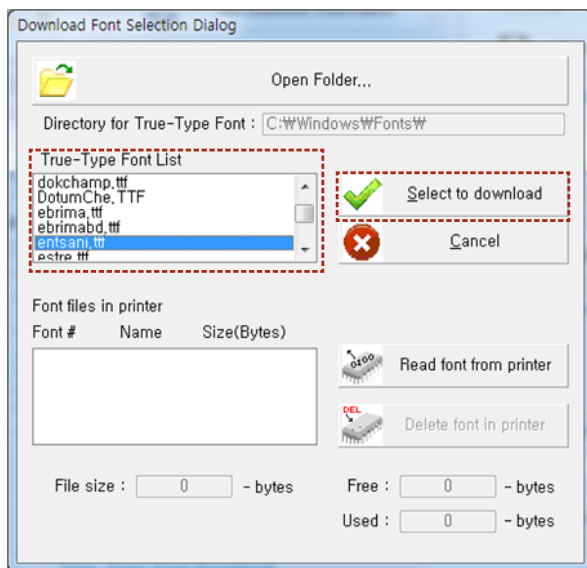 Download Font Selection Dialog
Open Folder...
Directory for True-Type Font : C:₩Windows₩Fonts₩
True-Type Font List
dokchamp.ttf
DotumChe.TTF
ebrima.ttf
ebrimabd.ttf
entsani.ttf
estre.ttf
Select to download
Cancel
Font files in printer
Font # Name Size(Bytes)
Read font from printer
DEL
Delete font in printer
File size : 0 - bytes
Free : 0 - bytes
Used : 0 - bytes